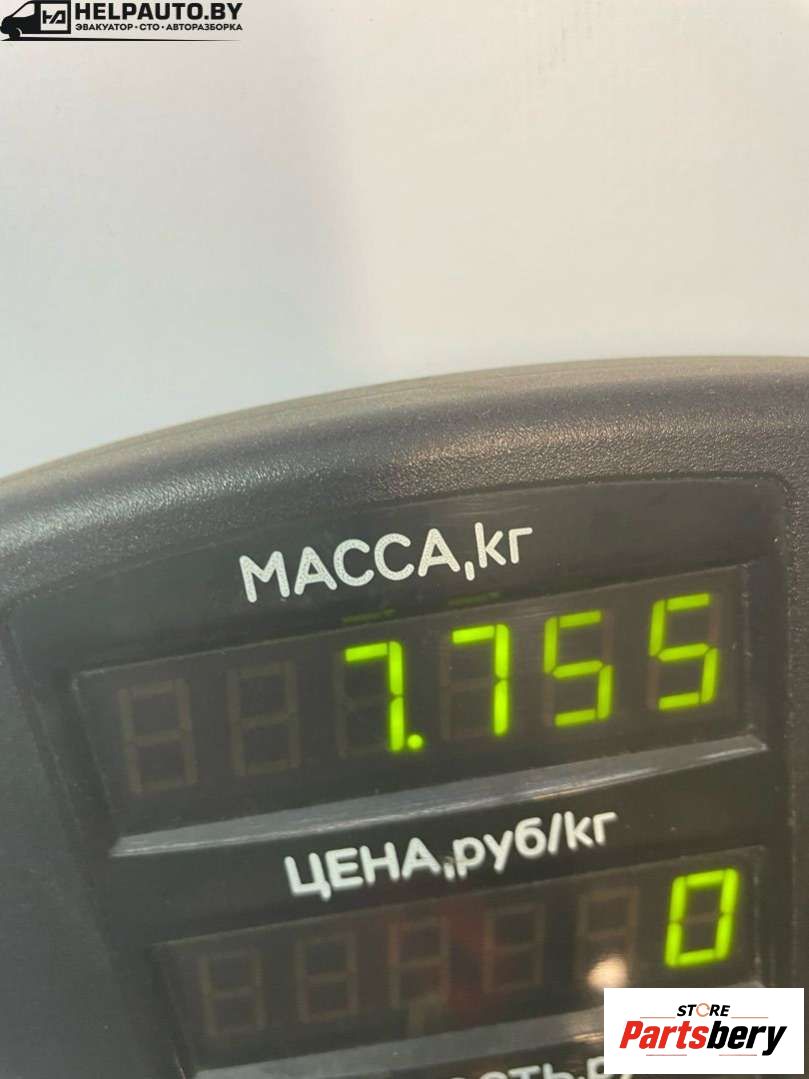 HELPAUTO.BY
ЭВАКУАТОР • СТО • АВТОРАЗБОРКА
МАССА,кг
7.755
ЦЕНА,руб/кг
0
STORE
Partsbery